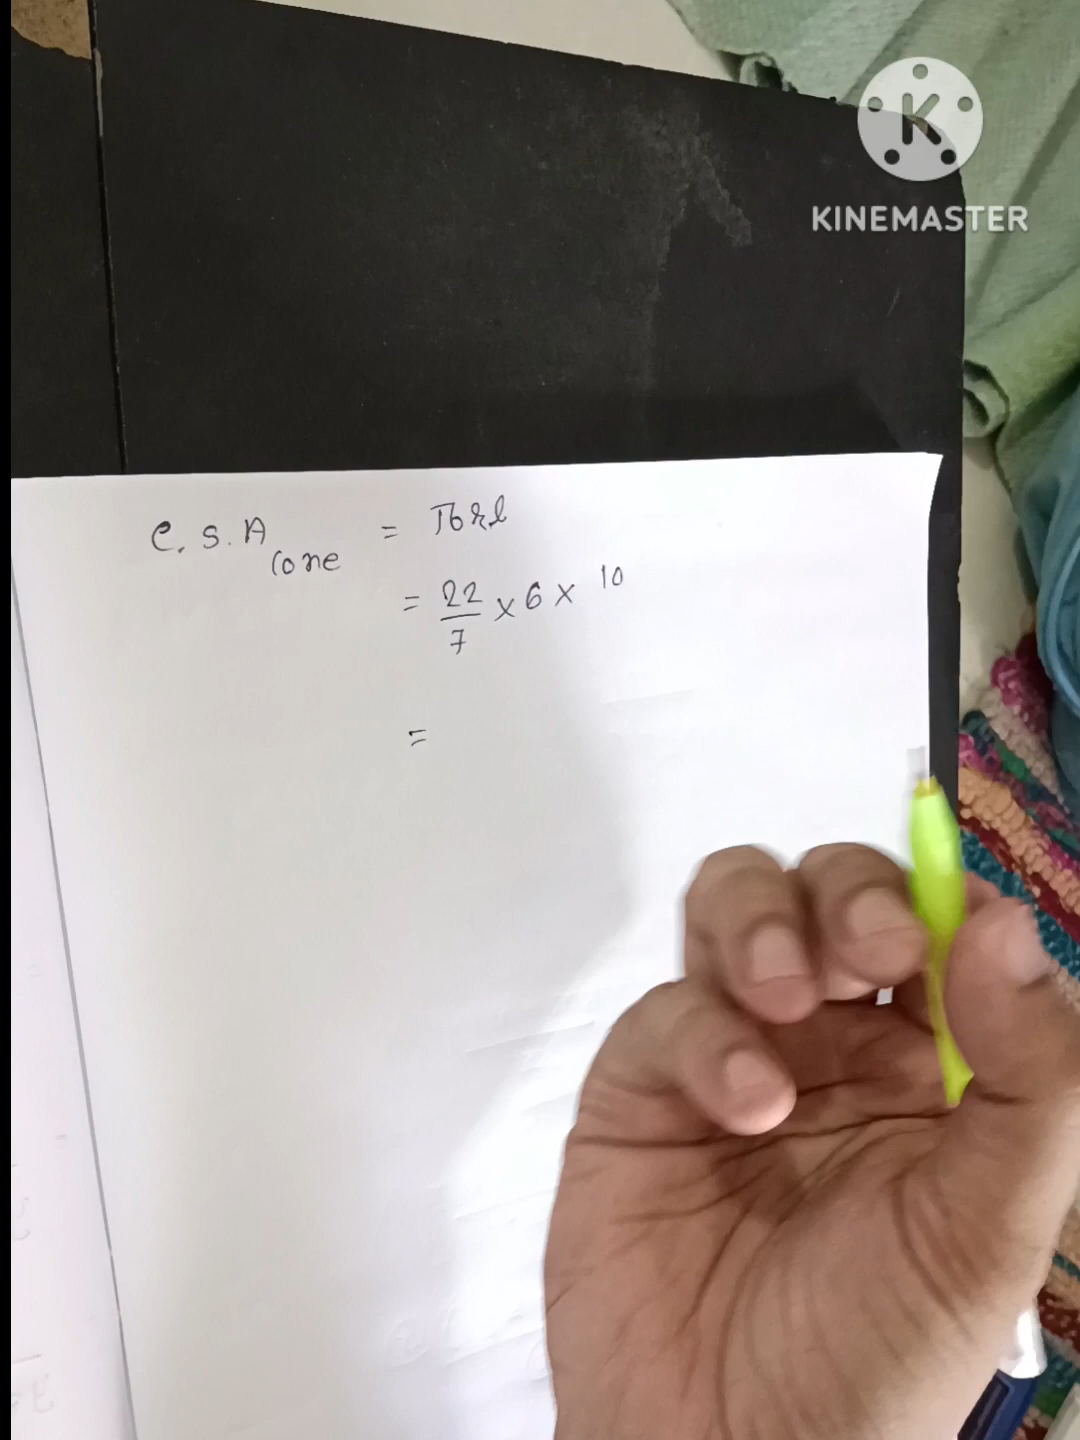 KINEMASTER
C.S.A cone = πrl
= 22/7 x 6 x 10
=